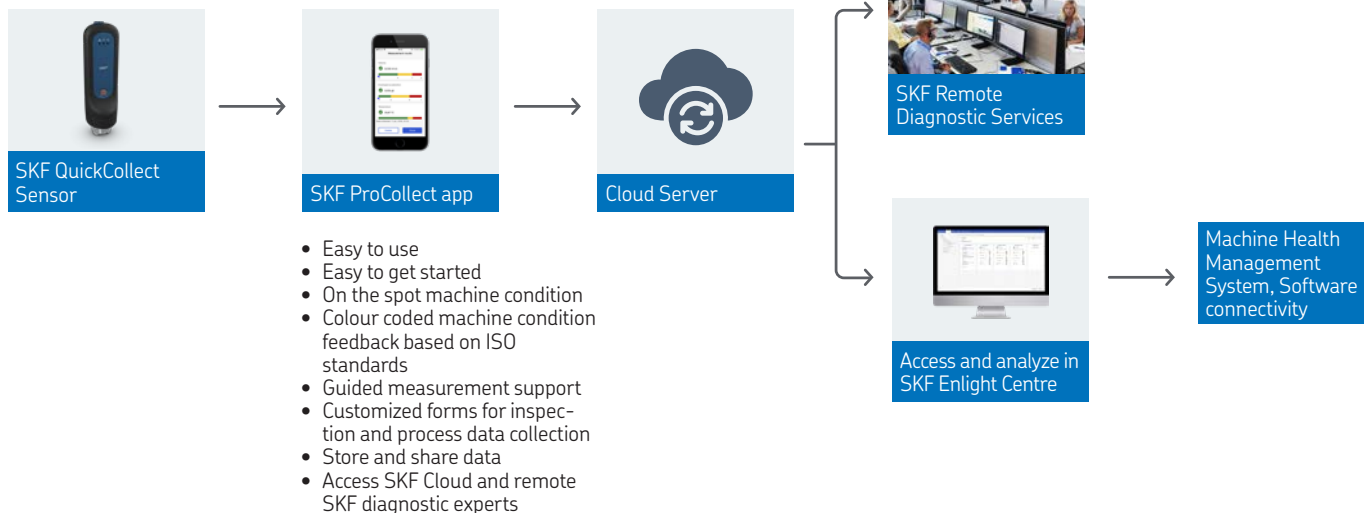 SKF QuickCollect
Sensor
SKF ProCollect app
• Easy to use
• Easy to get started
• On the spot machine condition
• Colour coded machine condition
feedback based on ISO
standards
• Guided measurement support
• Customized forms for inspec-
tion and process data collection
• Store and share data
• Access SKF Cloud and remote
SKF diagnostic experts
Cloud Server
SKF Remote
Diagnostic Services
Access and analyze in
SKF Enlight Centre
Machine Health
Management
System, Software
connectivity